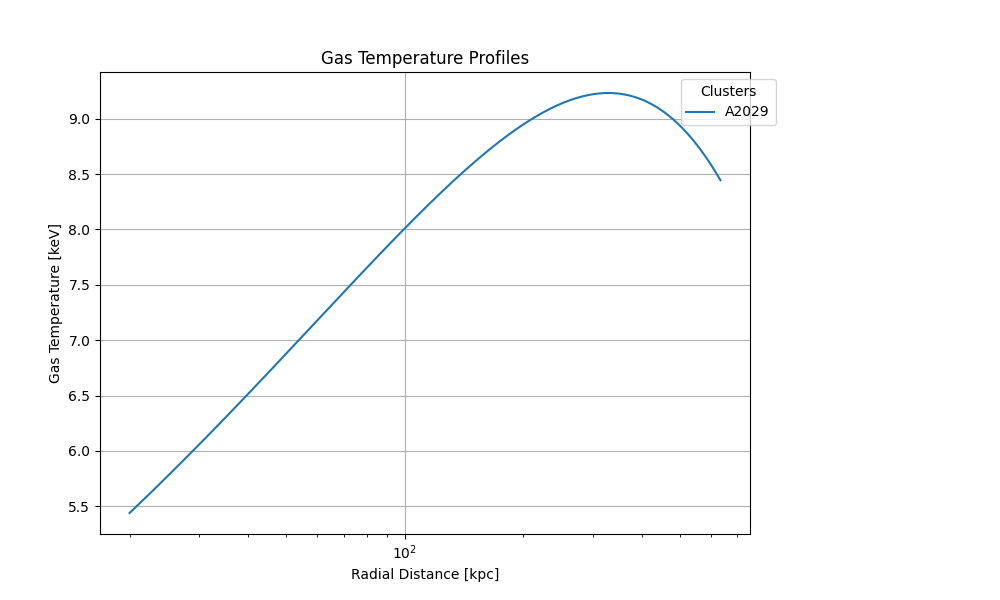 Gas Temperature Profiles
Clusters
A2029
9.0
8.5
8.0
7.5
7.0
6.5
6.0
5.5
Gas Temperature [keV]
10²
Radial Distance [kpc]